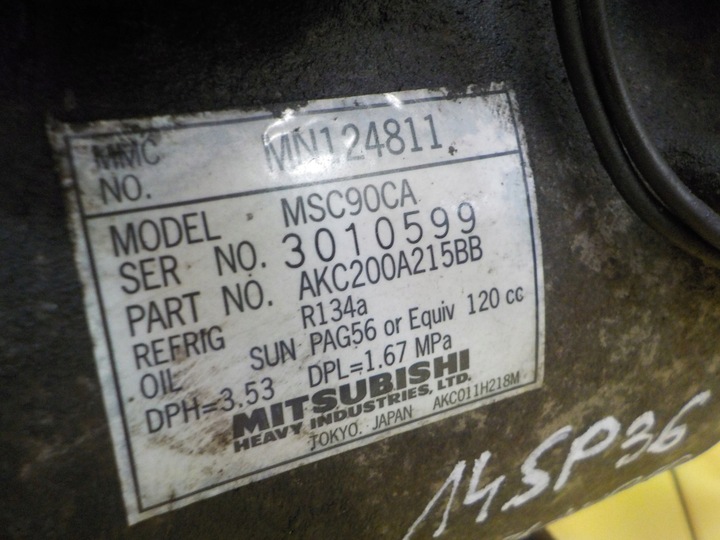 MMC NO. MN124811
MODEL MSC90CA
SER NO. 3010599
PART NO. AKC200A215BB
REFRIG R134a
OIL SUN PAG56 or Equiv 120 cc
DPH=3.53 DPL=1.67 MPa
MITSUBISHI
HEAVY INDUSTRIES, LTD.
TOKYO. JAPAN AKC011H218M
14SP36